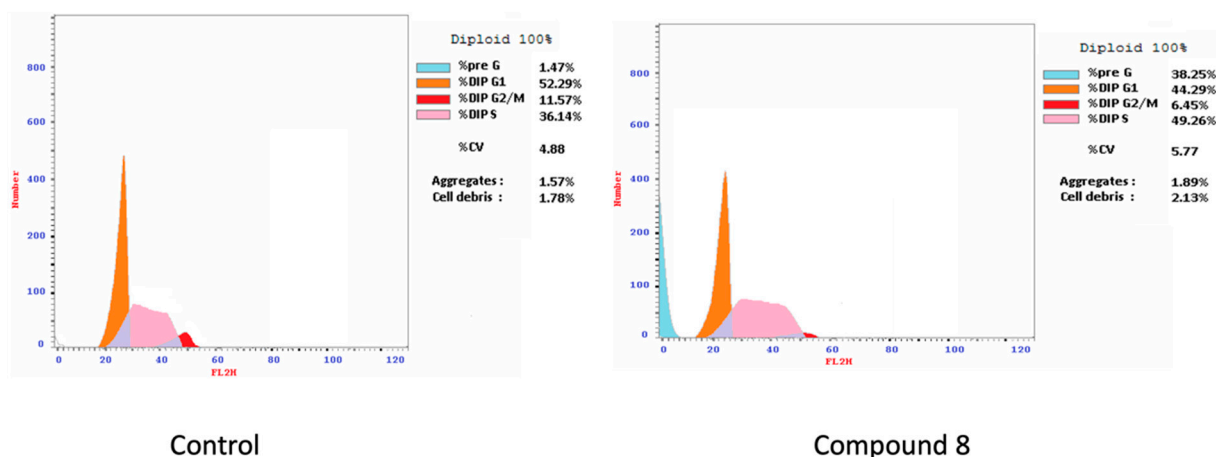 Diploid 100%
%pre G 1.47%
%DIP G1 52.29%
%DIP G2/M 11.57%
%DIP S 36.14%
%CV 4.88
Aggregates : 1.57%
Cell debris : 1.78%
Number
800
600
400
200
100
0
0 20 40 60 80 100 120
FL2H
Control
Diploid 100%
%pre G 38.25%
%DIP G1 44.29%
%DIP G2/M 6.45%
%DIP S 49.26%
%CV 5.77
Aggregates : 1.89%
Cell debris : 2.13%
Number
800
600
400
200
100
0
0 20 40 60 80 100 120
FL2H
Compound 8